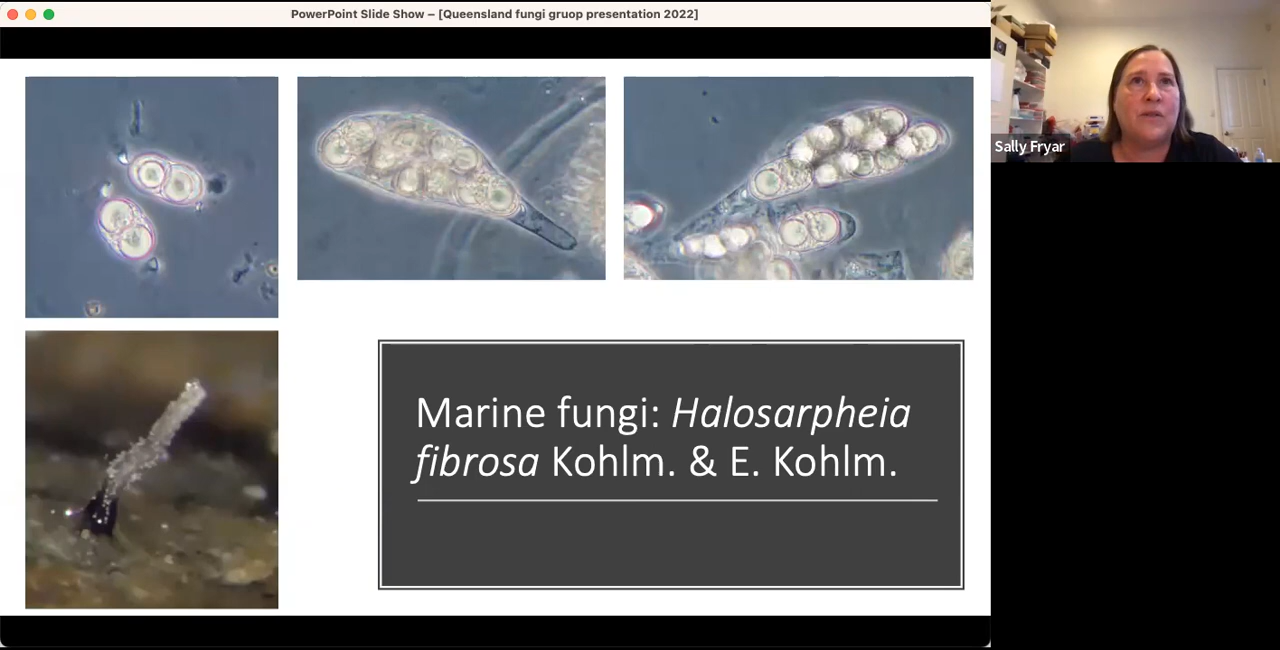 PowerPoint Slide Show – [Queensland fungi gruop presentation 2022]
Sally Fryar
Marine fungi: Halosarpheia
fibrosa Kohlm. & E. Kohlm.